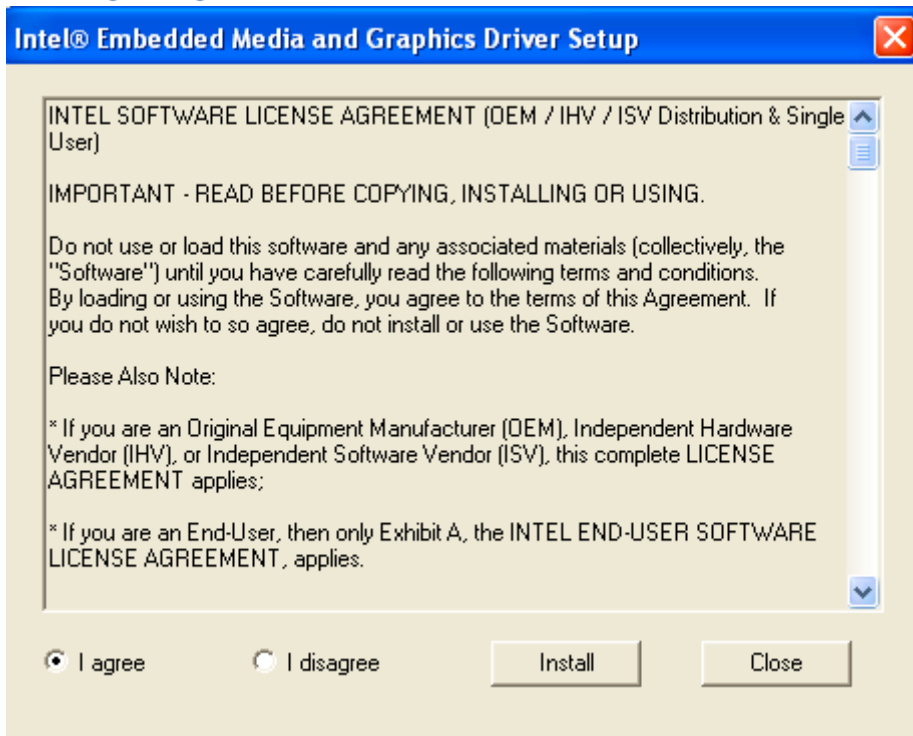 Intel® Embedded Media and Graphics Driver Setup
INTEL SOFTWARE LICENSE AGREEMENT (OEM / IHV / ISV Distribution & Single
User)
IMPORTANT - READ BEFORE COPYING, INSTALLING OR USING.
Do not use or load this software and any associated materials (collectively, the
"Software") until you have carefully read the following terms and conditions.
By loading or using the Software, you agree to the terms of this Agreement.  If
you do not wish to so agree, do not install or use the Software.
Please Also Note:
* If you are an Original Equipment Manufacturer (OEM), Independent Hardware
Vendor (IHV), or Independent Software Vendor (ISV), this complete LICENSE
AGREEMENT applies;
* If you are an End-User, then only Exhibit A, the INTEL END-USER SOFTWARE
LICENSE AGREEMENT, applies.
I agree
I disagree
Install
Close